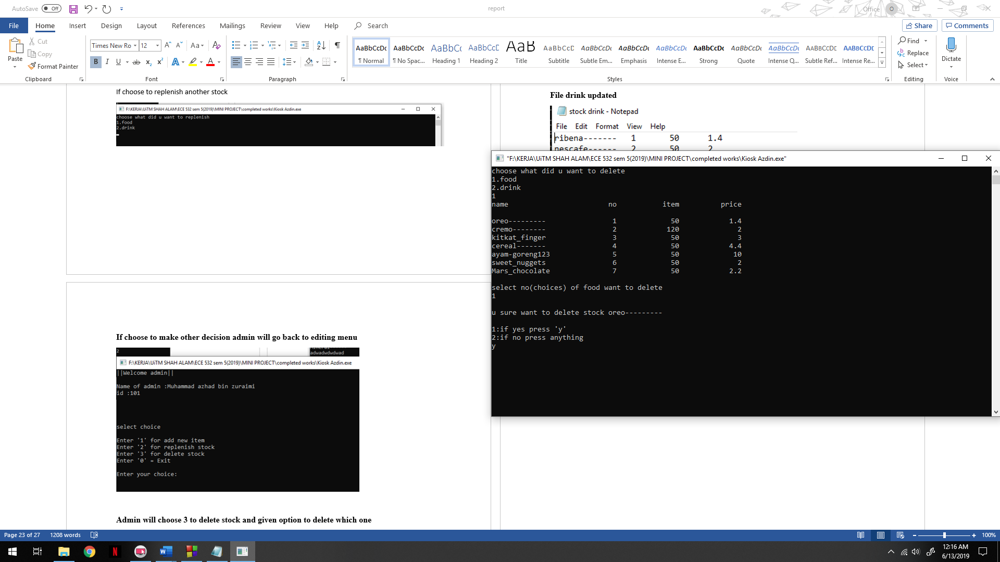 AutoSave Off
report
Office O
File Home Insert Design Layout References Mailings Review View Help Search
Share Comments
Paste
Cut
Copy
Format Painter
Clipboard
Times New Ro 12
Font
Paragraph
AaBbCcDc AaBbCcDc AaBbCc AaBbCcD AaB AaBbCcD AaBbCcDc AaBbCcDc AaBbCcDc AaBbCcDc AaBbCcDc AaBbCcDc AABBCCDE AABBCCDE
¶ Normal ¶ No Spac... Heading 1 Heading 2 Title Subtitle Subtle Em... Emphasis Intense E... Strong Quote Intense Q... Subtle Ref... Intense Re...
Styles
Find
Replace
Select
Editing
Dictate
Voice
If choose to replenish another stock
F:\KERJA\UiTM SHAH ALAM\ECE 532 sem 5(2019)\MINI PROJECT\completed works\Kiosk Azdin.exe
choose what did u want to replenish
1.food
2.drink
If choose to make other decision admin will go back to editing menu
2
adwadwdwdwad
F:\KERJA\UiTM SHAH ALAM\ECE 532 sem 5(2019)\MINI PROJECT\completed works\Kiosk Azdin.exe
||Welcome admin||
Name of admin :Muhammad azhad bin zuraimi
id :101
select choice
Enter '1' for add new item
Enter '2' for replenish stock
Enter '3' for delete stock
Enter '0' = Exit
Enter your choice:
Admin will choose 3 to delete stock and given option to delete which one
File drink updated
stock drink - Notepad
File Edit Format View Help
ribena------- 1 50 1.4
nescafe------ 2 50 2
"F:\KERJA\UiTM SHAH ALAM\ECE 532 sem 5(2019)\MINI PROJECT\completed works\Kiosk Azdin.exe"
choose what did u want to delete
1.food
2.drink
1
name no item price
oreo--------- 1 50 1.4
cremo-------- 2 120 2
kitkat_finger 3 50 3
cereal------- 4 50 4.4
ayam-goreng123 5 50 10
sweet_nuggets 6 50 2
Mars_chocolate 7 50 2.2
select no(choices) of food want to delete
1
u sure want to delete stock oreo---------
1:if yes press 'y'
2:if no press anything
y
Page 23 of 27 1208 words
100%
12:16 AM
6/13/2019